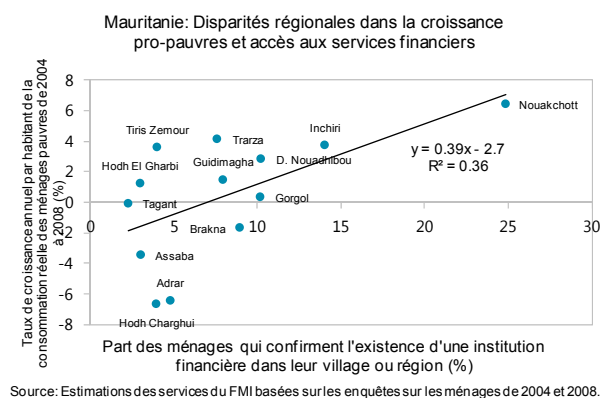 Mauritanie: Disparités régionales dans la croissance
pro-pauvres et accès aux services financiers
Taux de croissance annuel par habitant de la
consommation réelle des ménages pauvres de 2004
à 2008 (%)
8
6
4
2
0
-2
-4
-6
-8
0
5
10
15
20
25
30
Nouakchott
Inchiri
Tiris Zemour
Trarza
y = 0.39x - 2.7
R² = 0.36
Hodh El Gharbi
Guidimagha
D. Nouadhibou
Tagant
Gorgol
Brakna
Assaba
Adrar
Hodh Charghui
Part des ménages qui confirment l'existence d'une institution
financière dans leur village ou région (%)
Source: Estimations des services du FMI basées sur les enquêtes sur les ménages de 2004 et 2008.